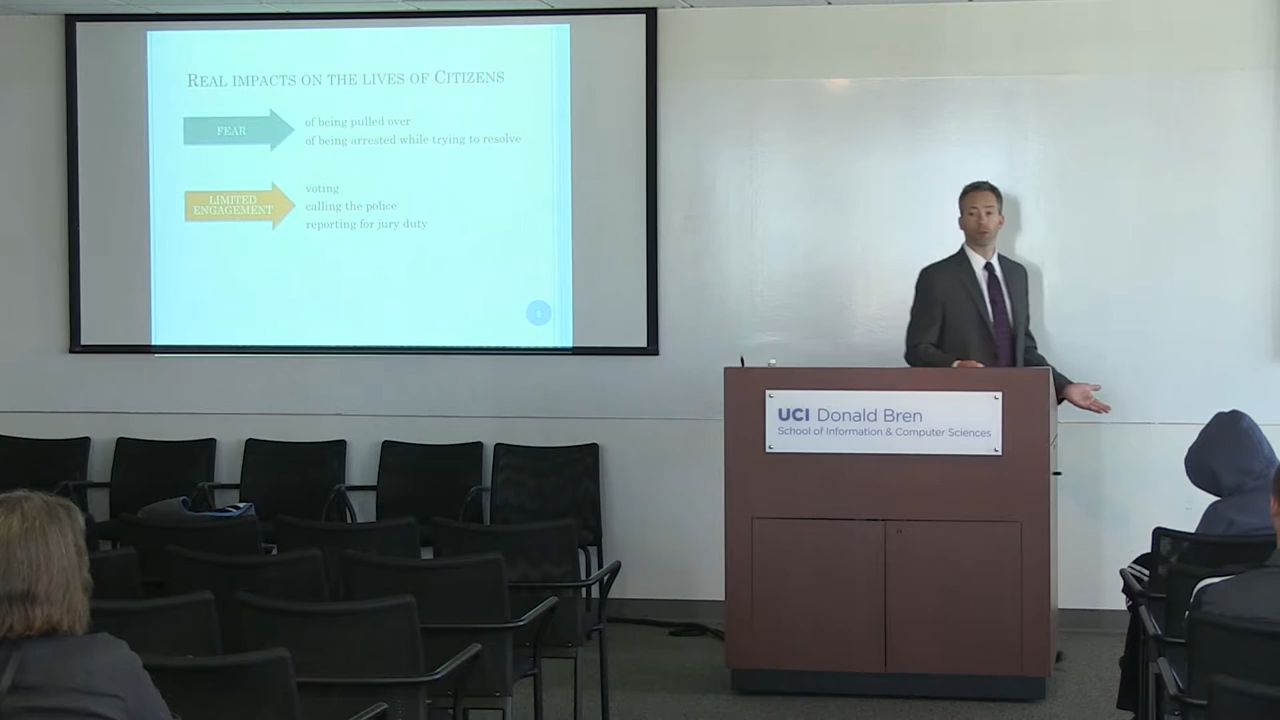 REAL IMPACTS ON THE LIVES OF CITIZENS
FEAR
of being pulled over
of being arrested while trying to resolve
LIMITED
ENGAGEMENT
voting
calling the police
reporting for jury duty
UCI Donald Bren
School of Information & Computer Sciences